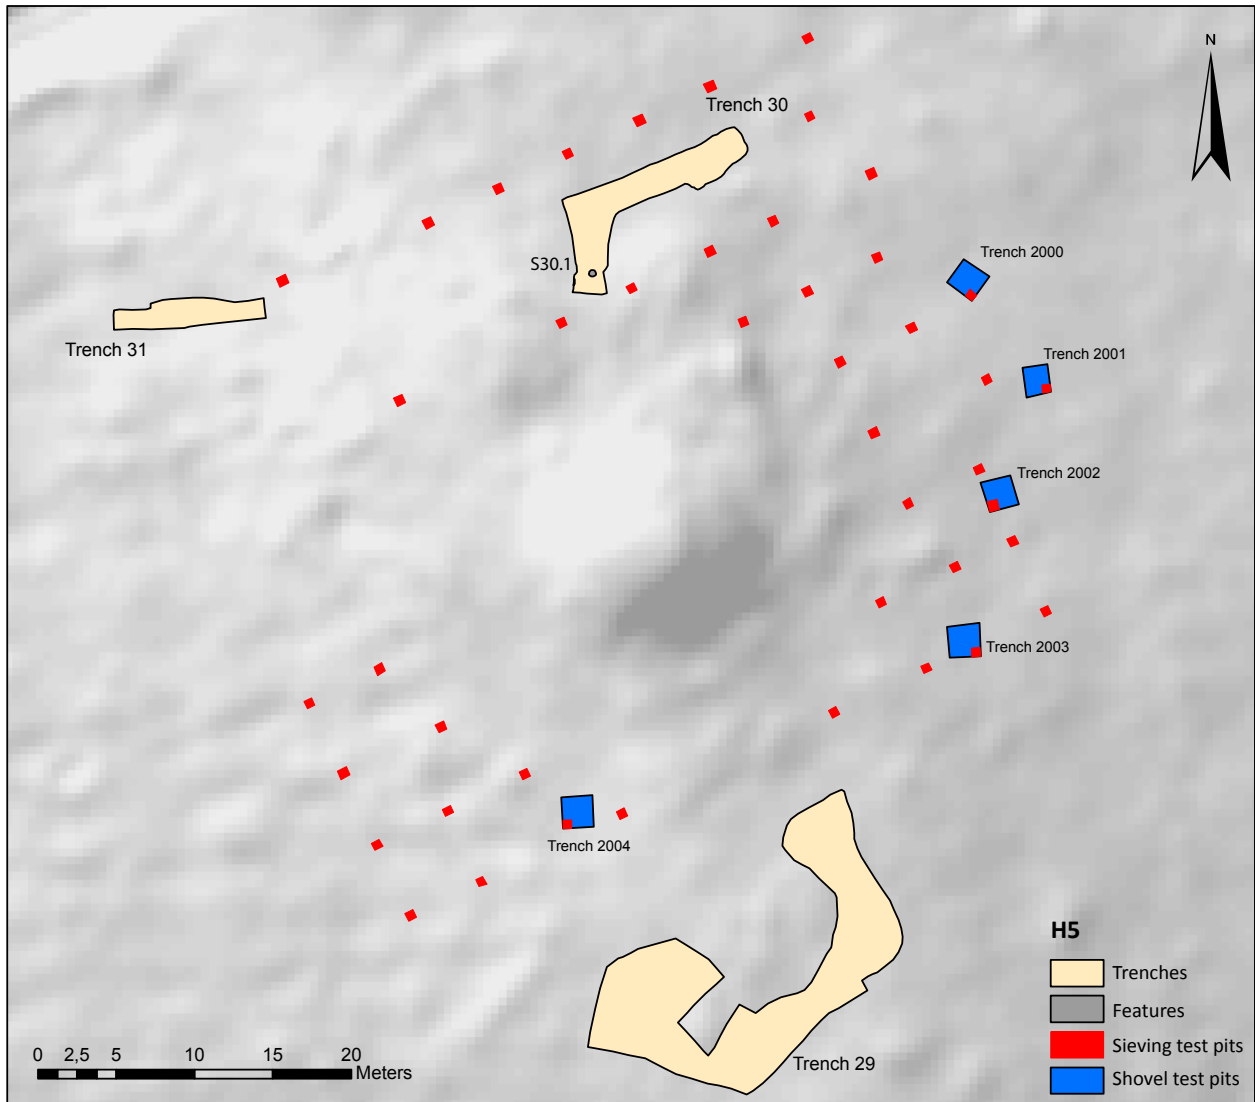 N
Trench 30
Trench 2000
S30.1
Trench 31
Trench 2001
Trench 2002
Trench 2003
Trench 2004
H5
Trenches
Features
Sieving test pits
Shovel test pits
0 2,5 5 10 15 20
Meters
Trench 29